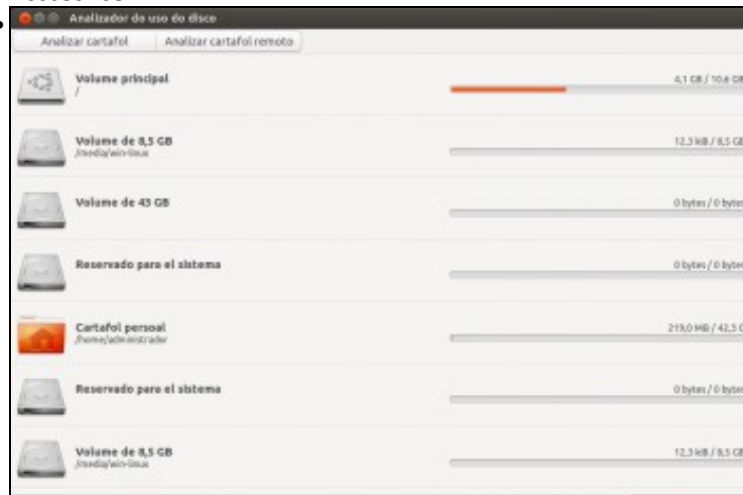 Analizador do uso do disco
Analizar cartafol Analizar cartafol remoto
Volume principal
/
4,1 GB / 10,6 GB
Volume de 8,5 GB
/media/win-linux
12,3 kB / 8,5 GB
Volume de 43 GB
0 bytes / 0 bytes
Reservado para el sistema
0 bytes / 0 bytes
Cartafol persoal
/home/administrador
219,0 MB / 42,3 G
Reservado para el sistema
0 bytes / 0 bytes
Volume de 8,5 GB
/media/win-linux
12,3 kB / 8,5 GB